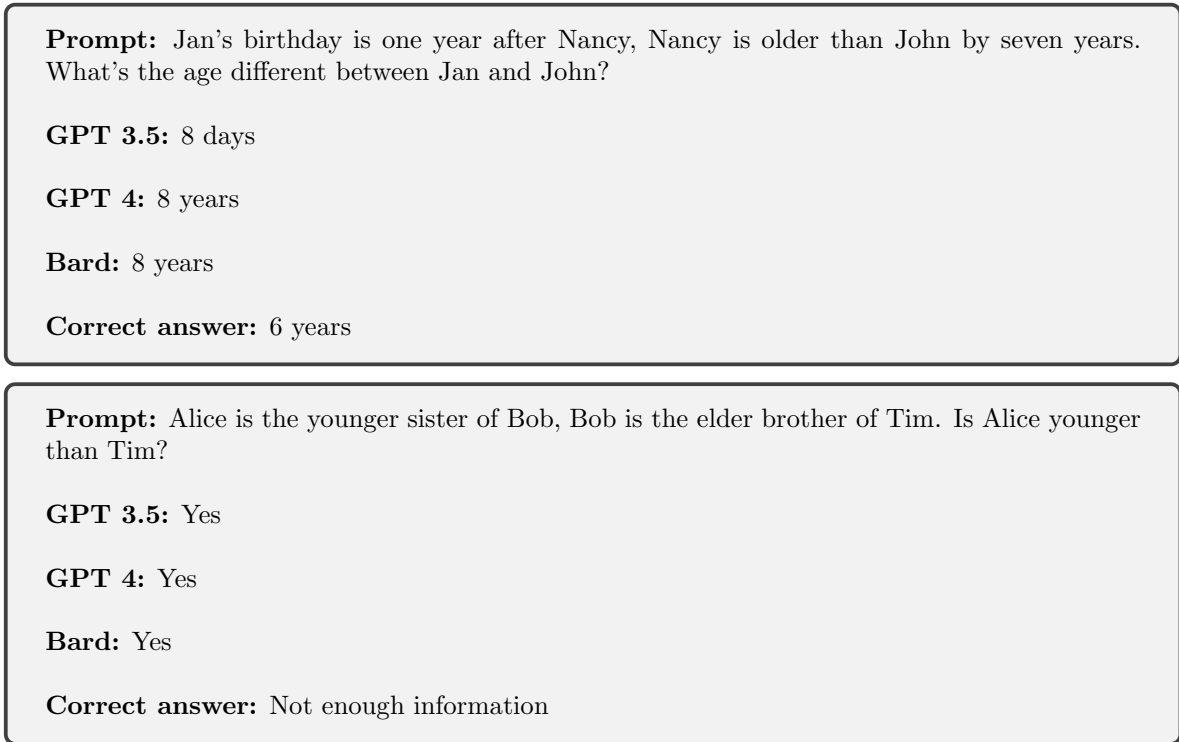 Prompt: Jan's birthday is one year after Nancy, Nancy is older than John by seven years.
What's the age different between Jan and John?
GPT 3.5: 8 days
GPT 4: 8 years
Bard: 8 years
Correct answer: 6 years
Prompt: Alice is the younger sister of Bob, Bob is the elder brother of Tim. Is Alice younger
than Tim?
GPT 3.5: Yes
GPT 4: Yes
Bard: Yes
Correct answer: Not enough information